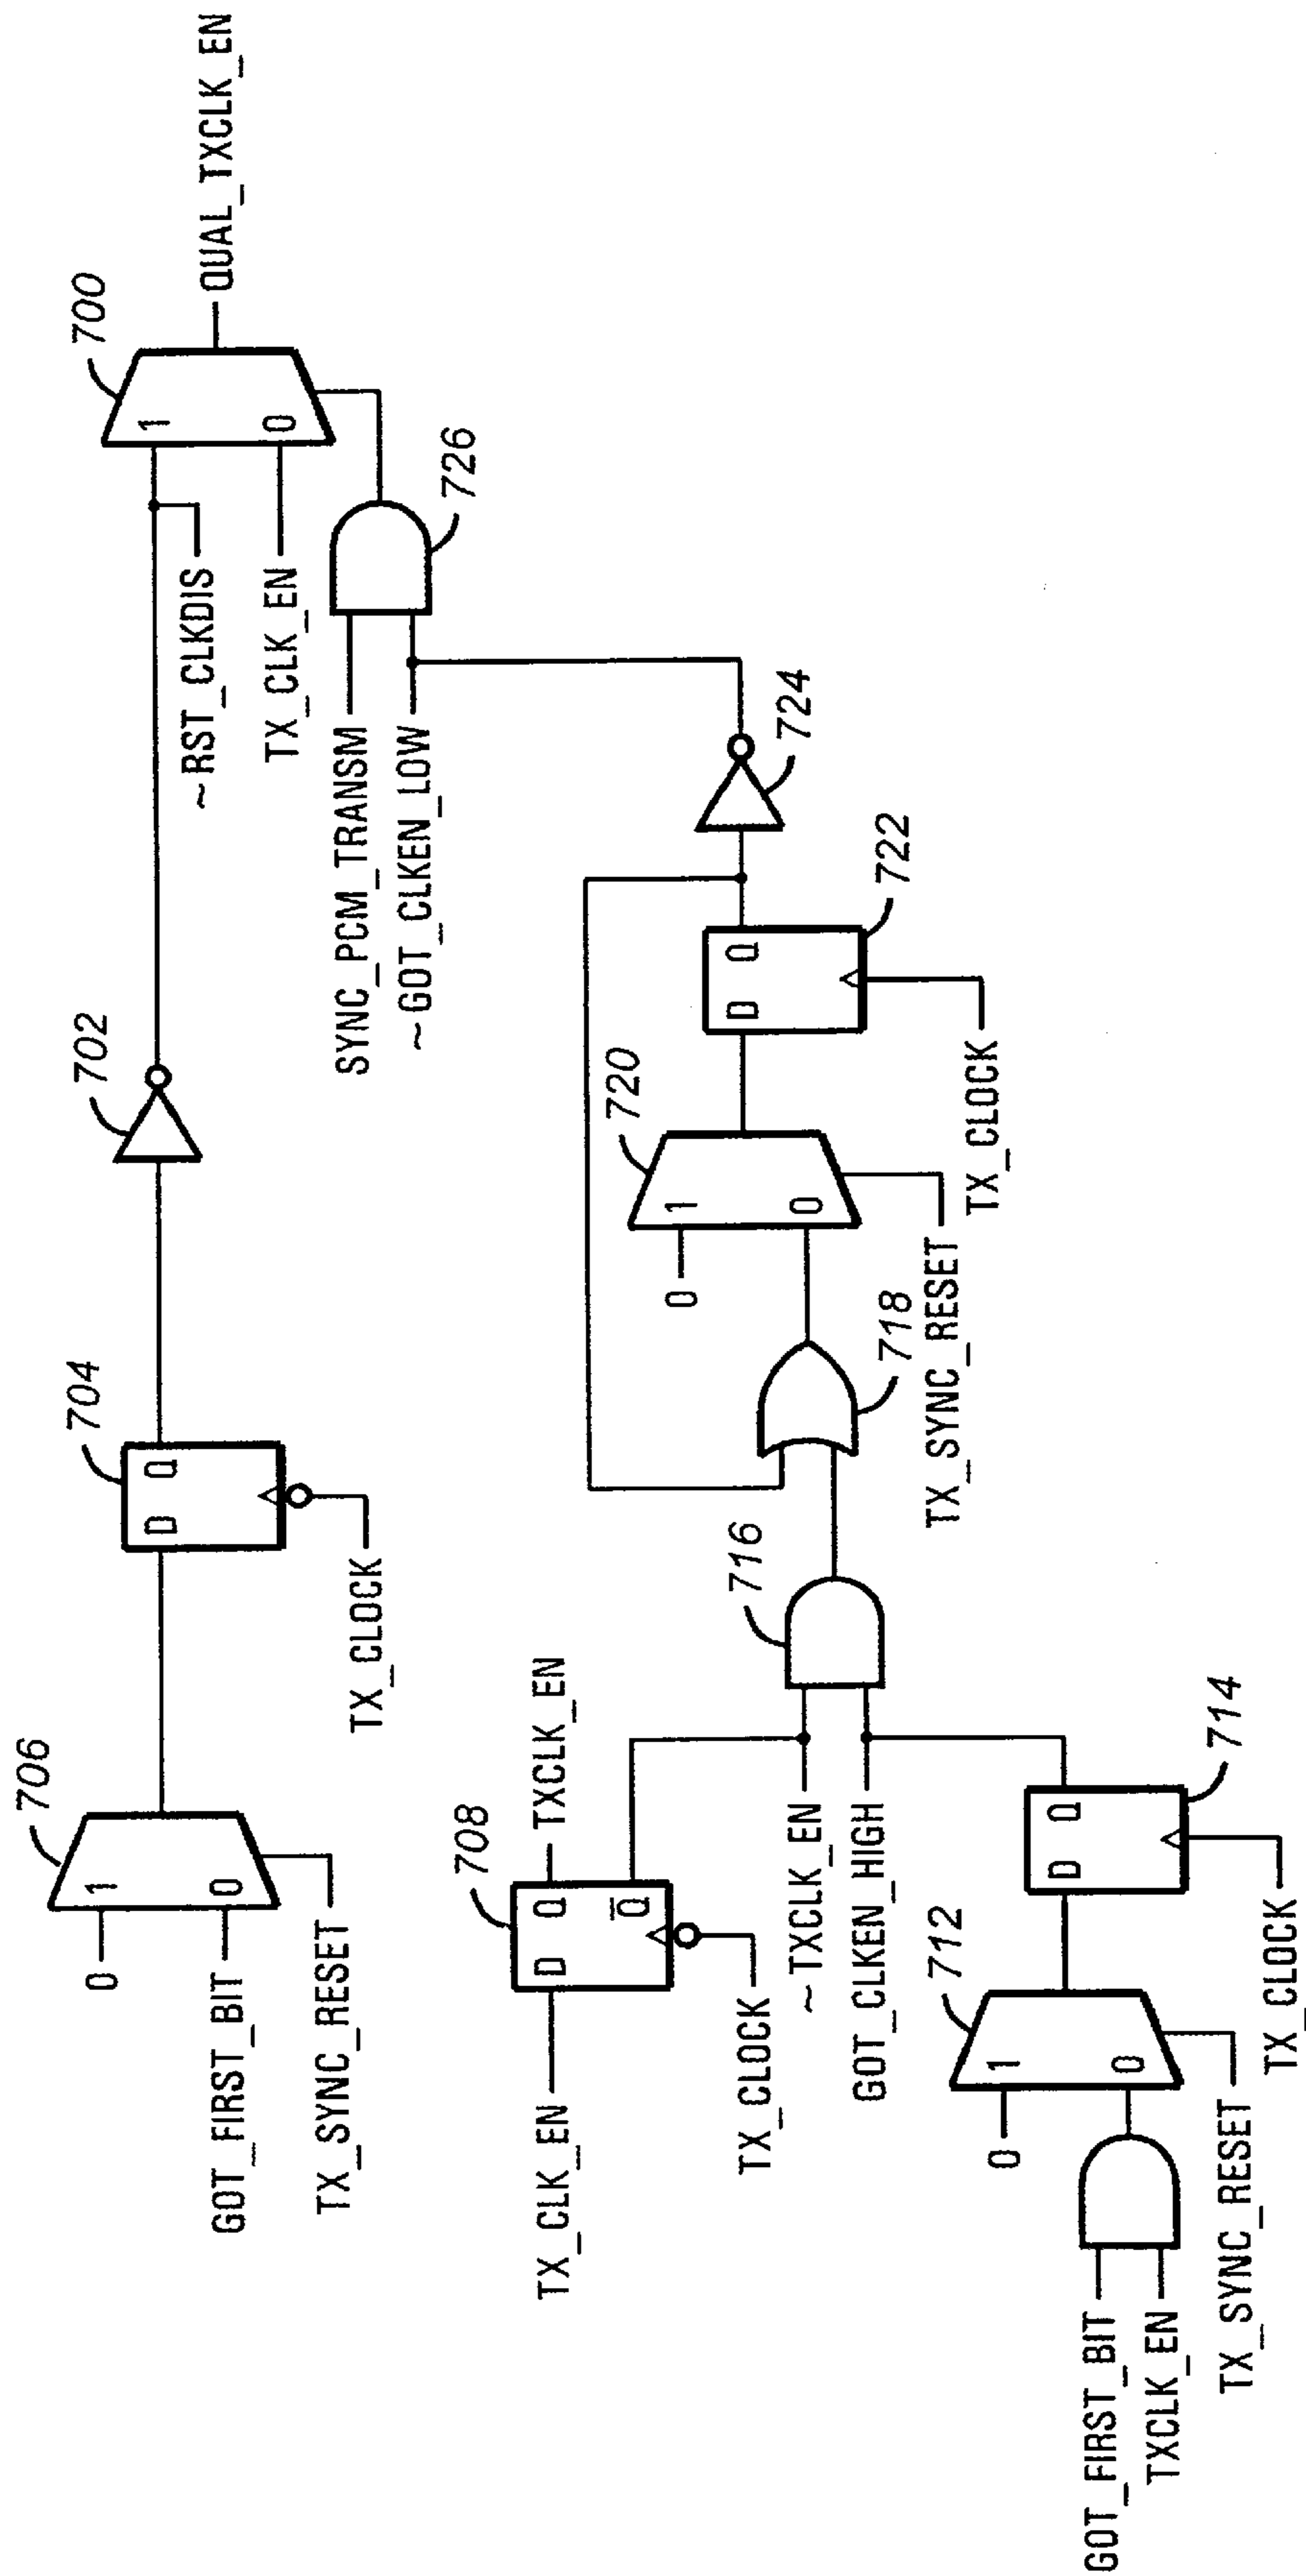 706
1
0
0
GOT_FIRST_BIT
TX_SYNC_RESET
704
D Q
TX_CLOCK
702
700
1
0
QUAL_TXCLK_EN
~RST_CLKDIS
TX_CLK_EN
SYNC_PCM_TRANSM
~GOT_CLKEN_LOW
726
708
TX_CLK_EN
D Q
Q
TXCLK_EN
TX_CLOCK
~TXCLK_EN
GOT_CLKEN_HIGH
716
718
720
1
0
0
TX_SYNC_RESET
D Q
722
TX_CLOCK
724
712
1
0
0
GOT_FIRST_BIT
TXCLK_EN
TX_SYNC_RESET
D Q
714
TX_CLOCK